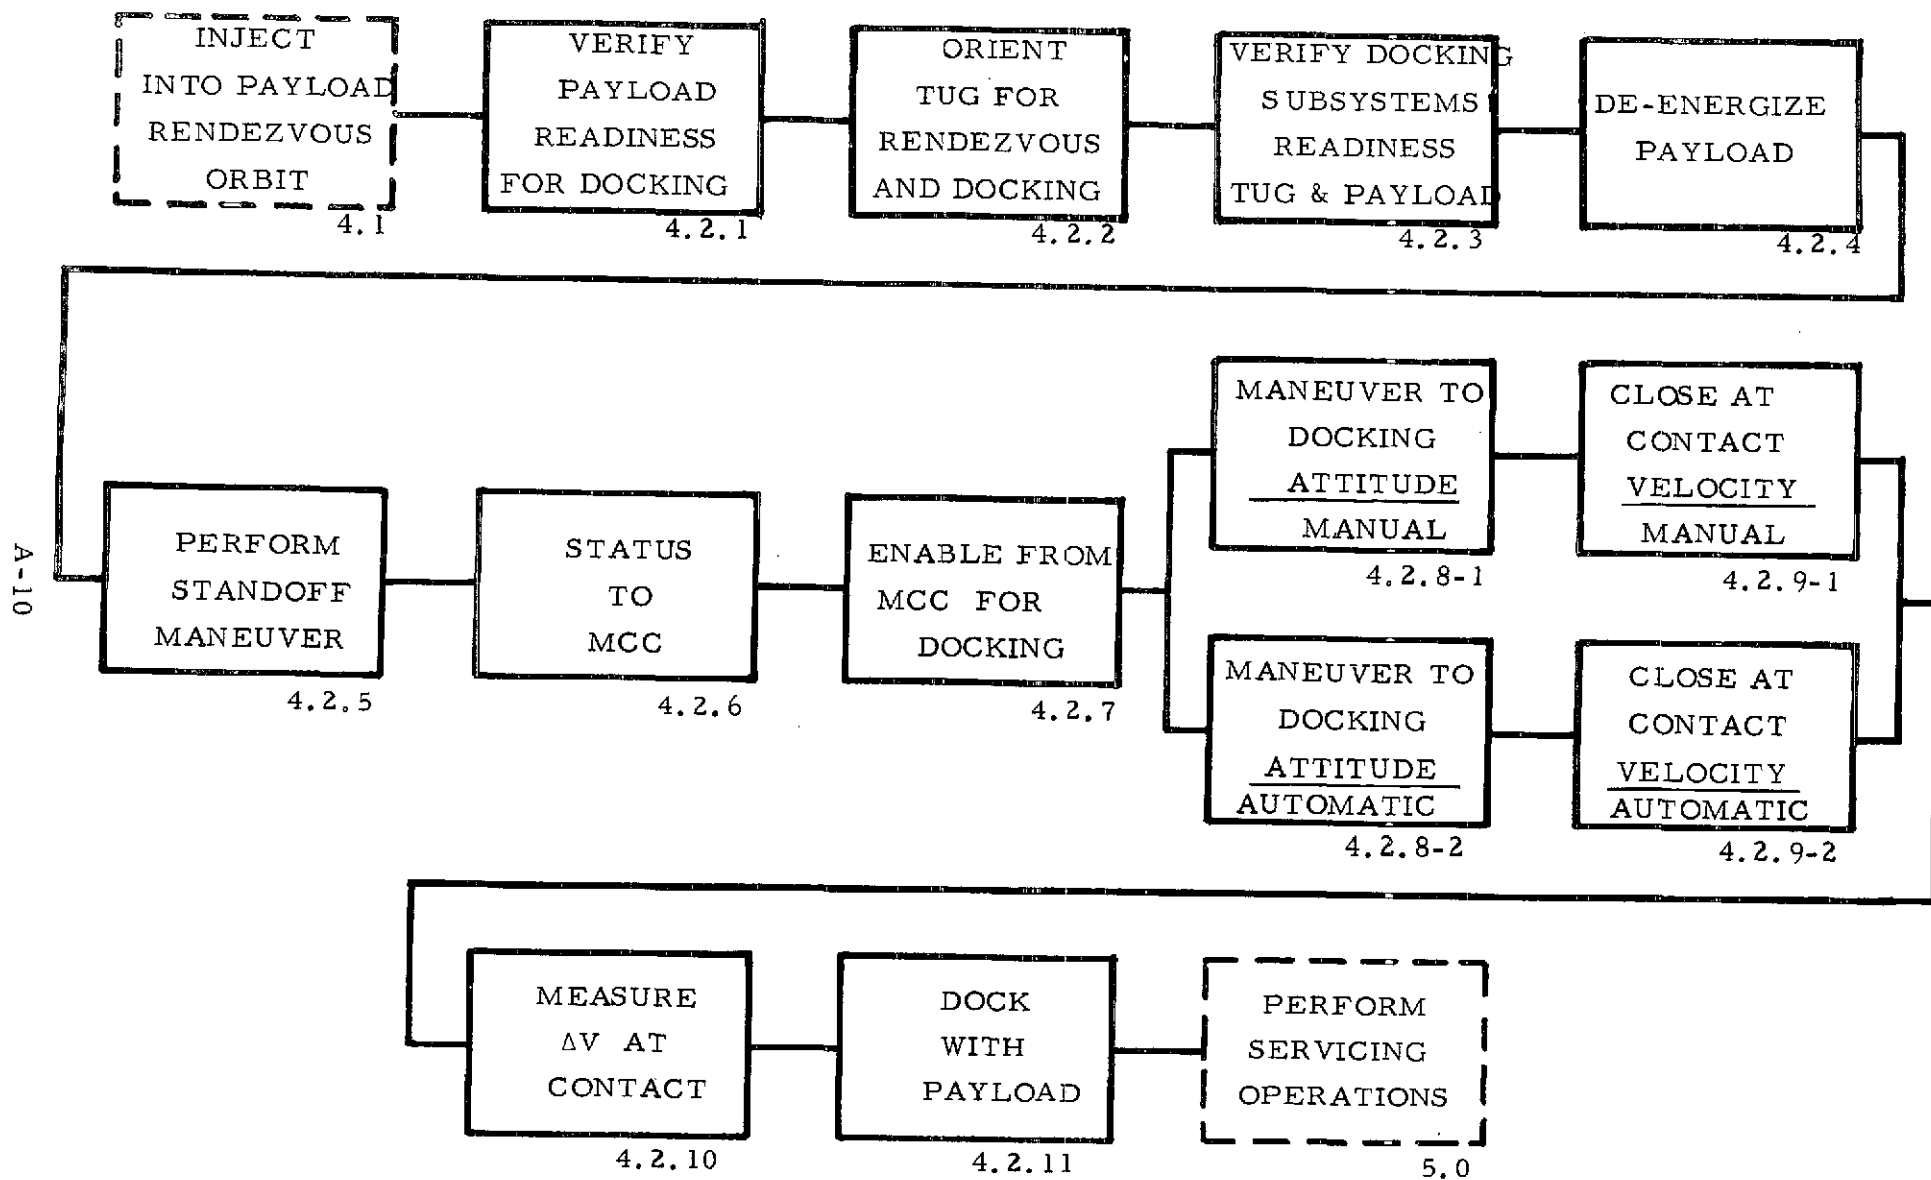 INJECT
INTO PAYLOAD
RENDEZVOUS
ORBIT
4.1
VERIFY
PAYLOAD
READINESS
FOR DOCKING
4.2.1
ORIENT
TUG FOR
RENDEZVOUS
AND DOCKING
4.2.2
VERIFY DOCKING
SUBSYSTEMS
READINESS
TUG & PAYLOAD
4.2.3
DE-ENERGIZE
PAYLOAD
4.2.4
PERFORM
STANDOFF
MANEUVER
4.2.5
STATUS
TO
MCC
4.2.6
ENABLE FROM
MCC FOR
DOCKING
4.2.7
MANEUVER TO
DOCKING
ATTITUDE
MANUAL
4.2.8-1
CLOSE AT
CONTACT
VELOCITY
MANUAL
4.2.9-1
MANEUVER TO
DOCKING
ATTITUDE
AUTOMATIC
4.2.8-2
CLOSE AT
CONTACT
VELOCITY
AUTOMATIC
4.2.9-2
MEASURE
ΔV AT
CONTACT
4.2.10
DOCK
WITH
PAYLOAD
4.2.11
PERFORM
SERVICING
OPERATIONS
5.0
A-10